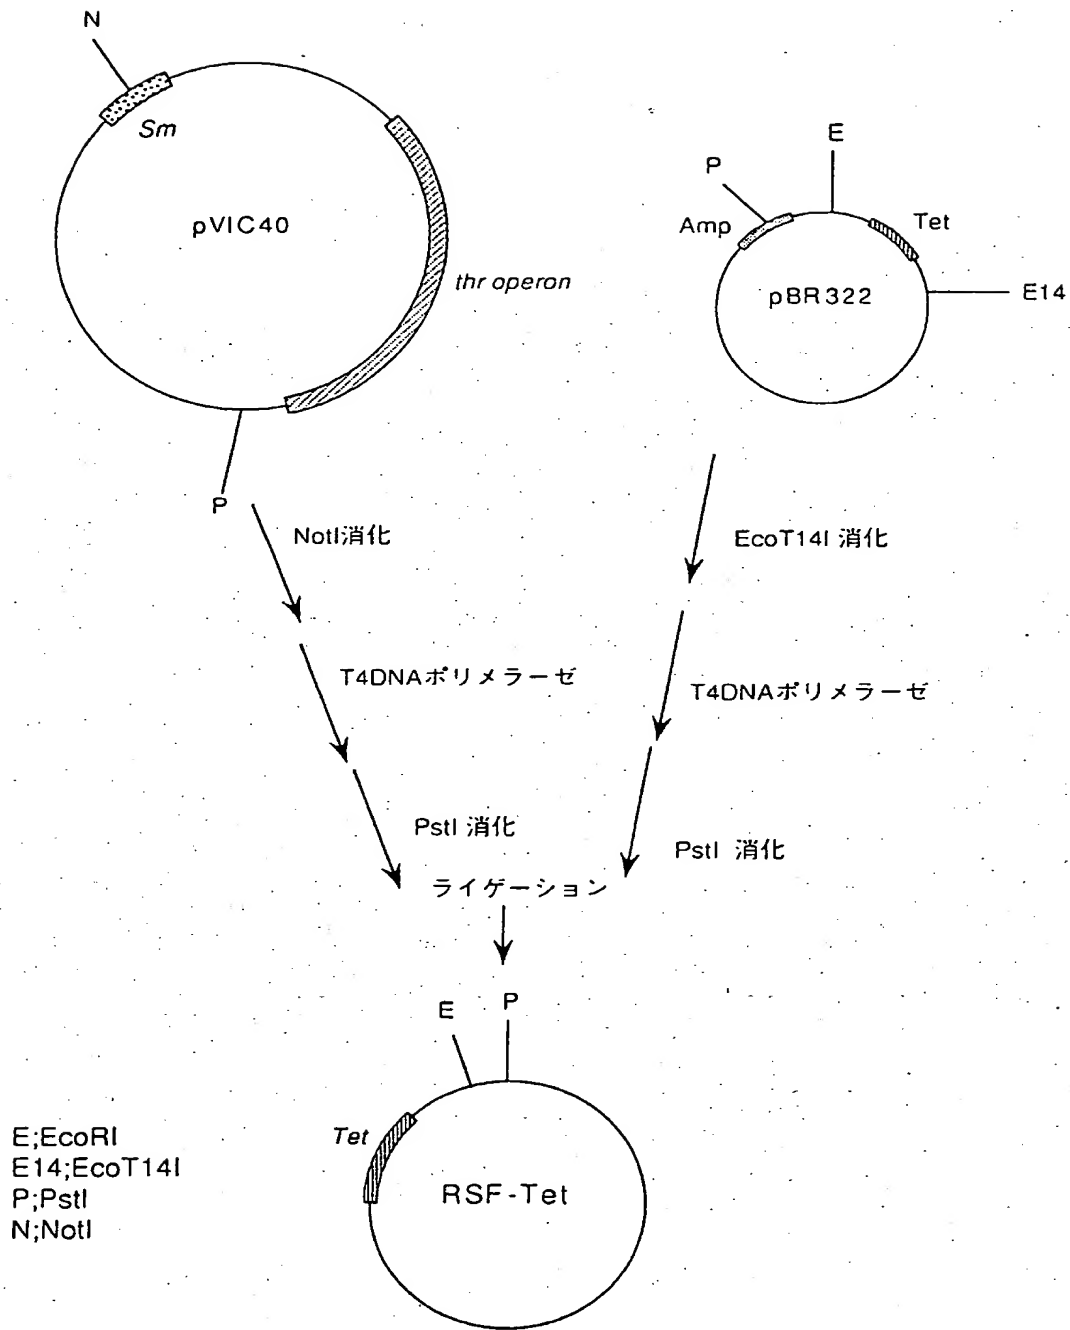 N
Sm
pVIC40
thr operon
P
E
P
Amp
Tet
pBR322
E14
NotI消化
EcoT14I 消化
T4DNAポリメラーゼ
T4DNAポリメラーゼ
PstI 消化
PstI 消化
ライゲーション
E
P
Tet
RSF-Tet
E;EcoRI
E14;EcoT14I
P;PstI
N;NotI